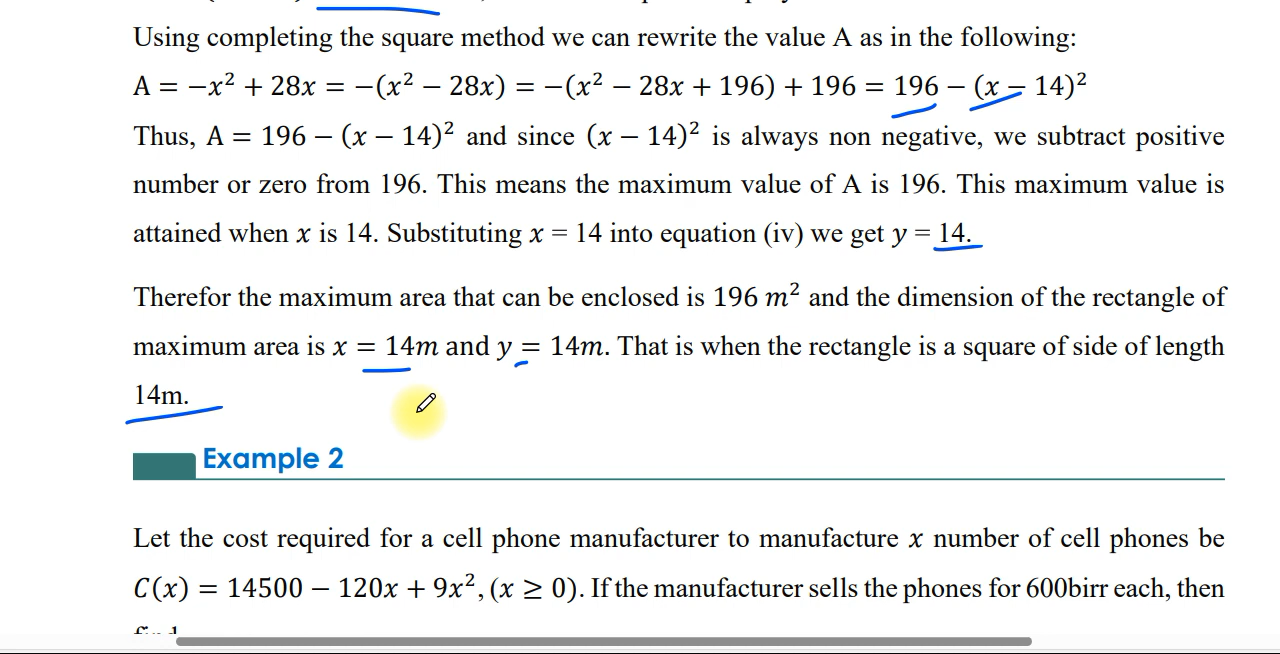 Using completing the square method we can rewrite the value A as in the following:
A = −x² + 28x = −(x² − 28x) = −(x² − 28x + 196) + 196 = 196 − (x − 14)²
Thus, A = 196 − (x − 14)² and since (x − 14)² is always non negative, we subtract positive
number or zero from 196. This means the maximum value of A is 196. This maximum value is
attained when x is 14. Substituting x = 14 into equation (iv) we get y = 14.
Therefor the maximum area that can be enclosed is 196 m² and the dimension of the rectangle of
maximum area is x = 14m and y = 14m. That is when the rectangle is a square of side of length
14m.
Example 2
Let the cost required for a cell phone manufacturer to manufacture x number of cell phones be
C(x) = 14500 − 120x + 9x², (x ≥ 0). If the manufacturer sells the phones for 600birr each, then